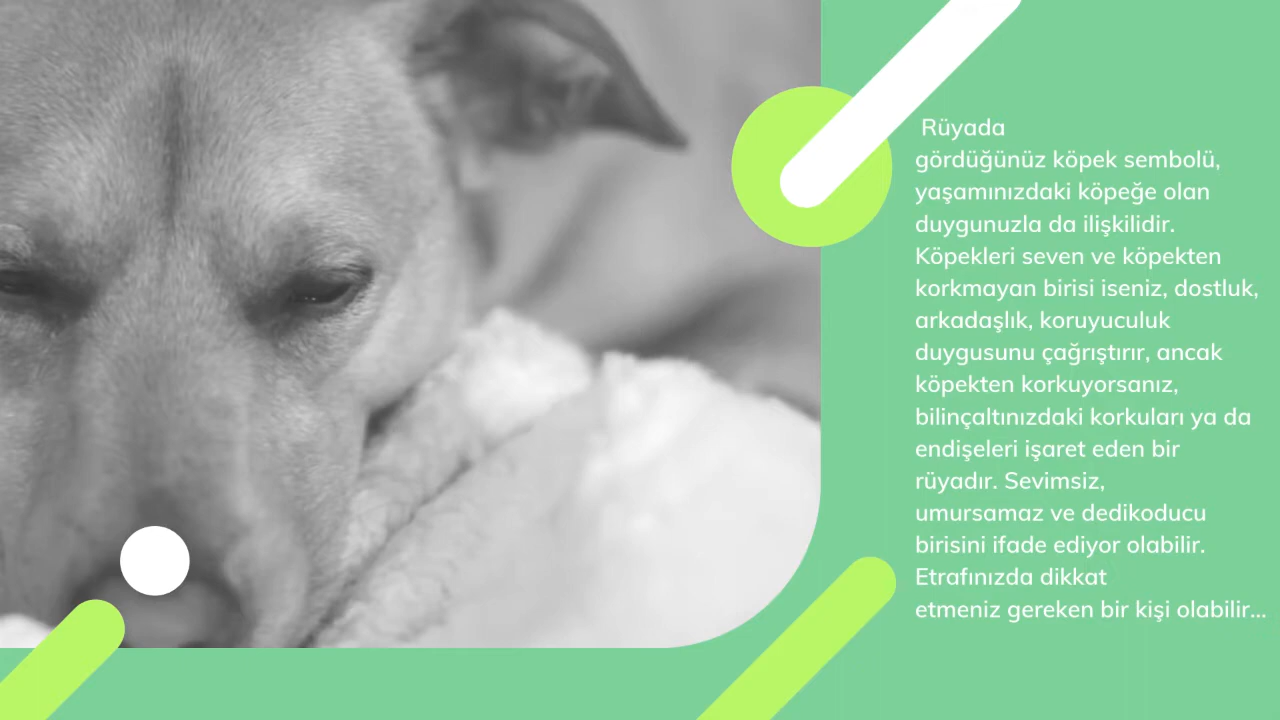 Rüyada
gördüğünüz köpek sembolü,
yaşamınızdaki köpeğe olan
duygunuzla da ilişkilidir.
Köpekleri seven ve köpekten
korkmayan birisi iseniz, dostluk,
arkadaşlık, koruyuculuk
duygusunu çağrıştırır, ancak
köpekten korkuyorsanız,
bilinçaltınızdaki korkuları ya da
endişeleri işaret eden bir
rüyadır. Sevimsiz,
umursamaz ve dedikoducu
birisini ifade ediyor olabilir.
Etrafınızda dikkat
etmeniz gereken bir kişi olabilir...